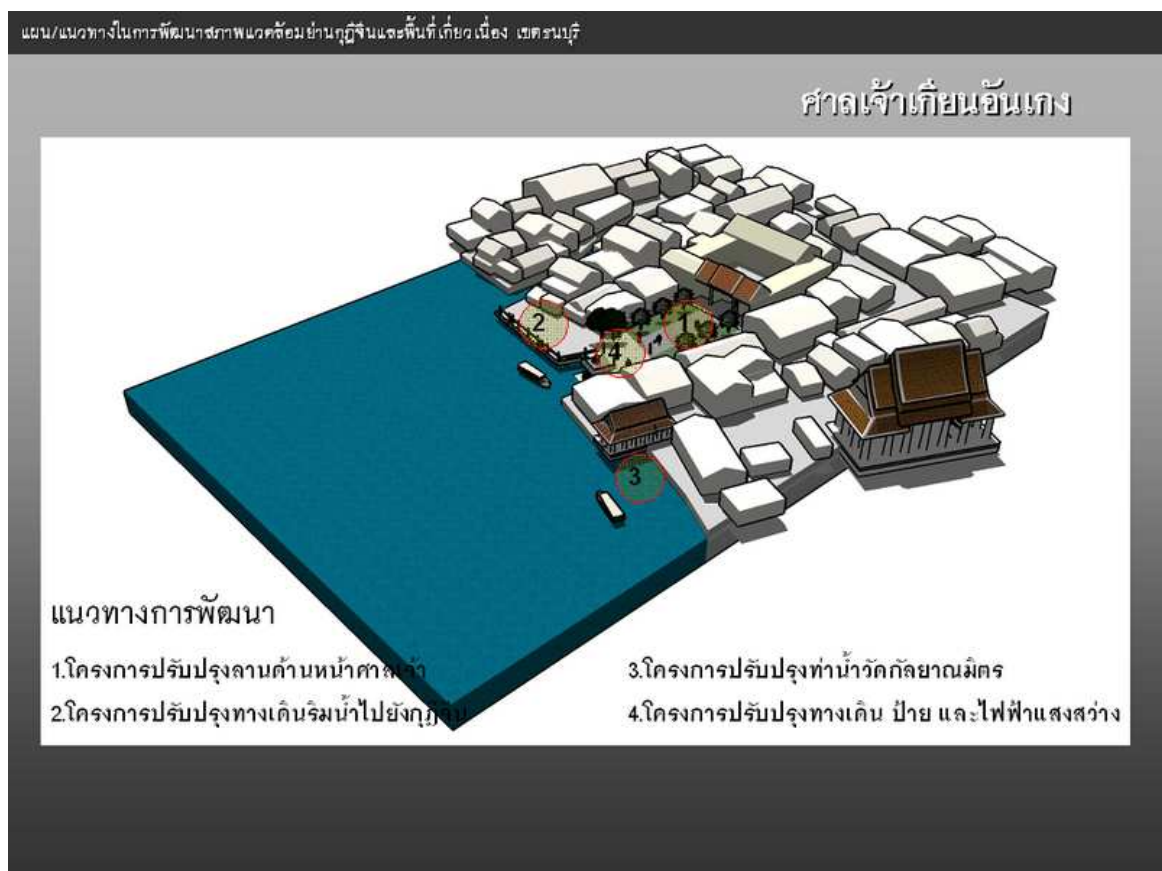 แผน/แนวทางในการพัฒนาสภาพแวดล้อมย่านกุฎีจีนและพื้นที่เกี่ยวเนื่อง เขตธนบุรี
ศาลเจ้าเกียนอันเกง
2
1
4
3
แนวทางการพัฒนา
1.โครงการปรับปรุงลานด้านหน้าศาลเจ้า
2.โครงการปรับปรุงทางเดินริมน้ำไปยังกุฎีจีน
3.โครงการปรับปรุงท่าน้ำวัดกัลยาณมิตร
4.โครงการปรับปรุงทางเดิน ป้าย และไฟฟ้าแสงสว่าง